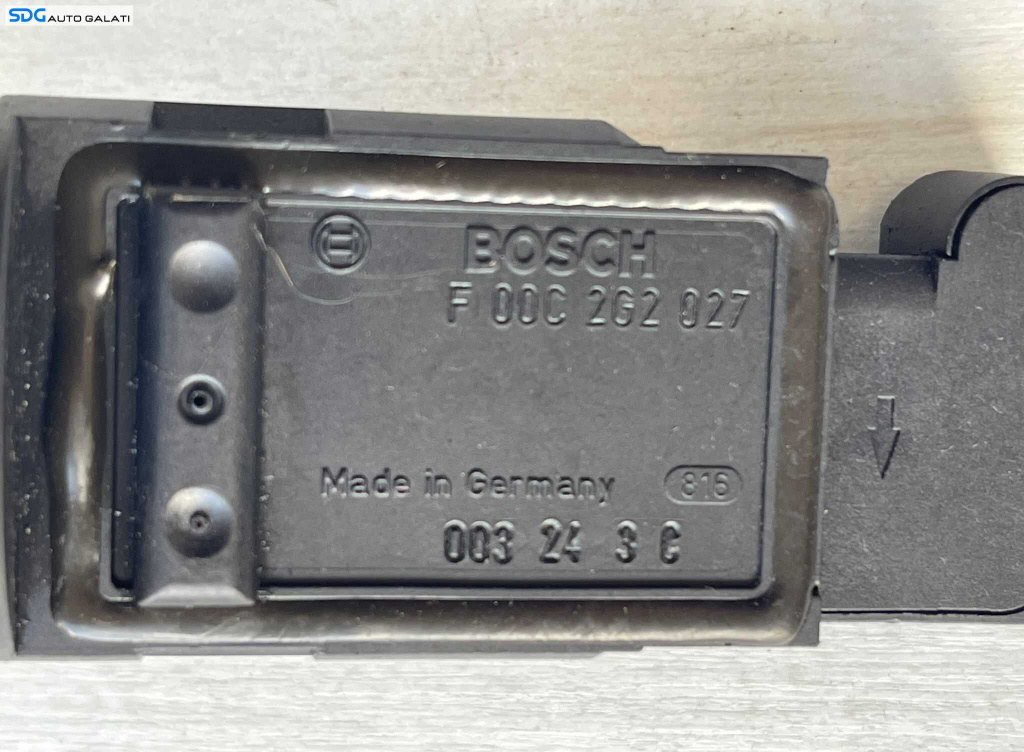 SDG AUTO GALATI
BOSCH
F 00C 2G2 027
Made in Germany 816
003 24 3 C